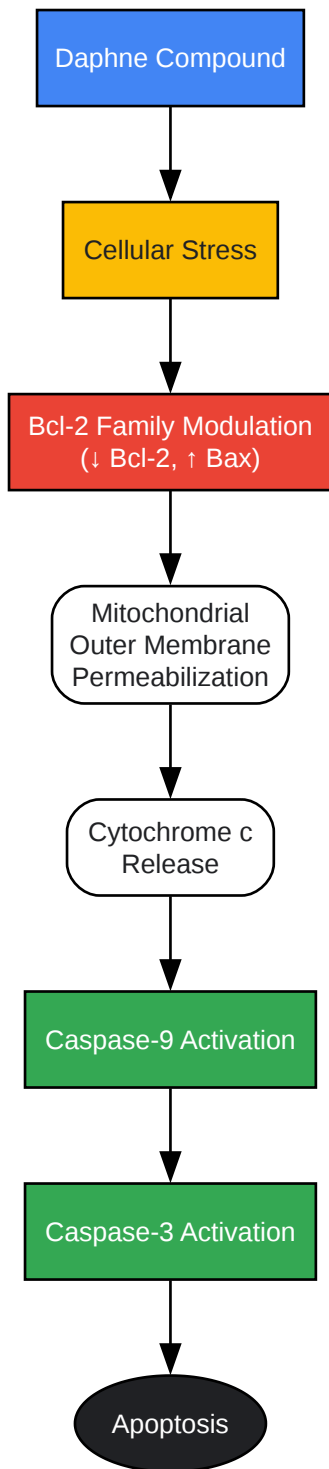 Daphne Compound
Cellular Stress
Bcl-2 Family Modulation
(↓ Bcl-2, ↑ Bax)
Mitochondrial
Outer Membrane
Permeabilization
Cytochrome c
Release
Caspase-9 Activation
Caspase-3 Activation
Apoptosis